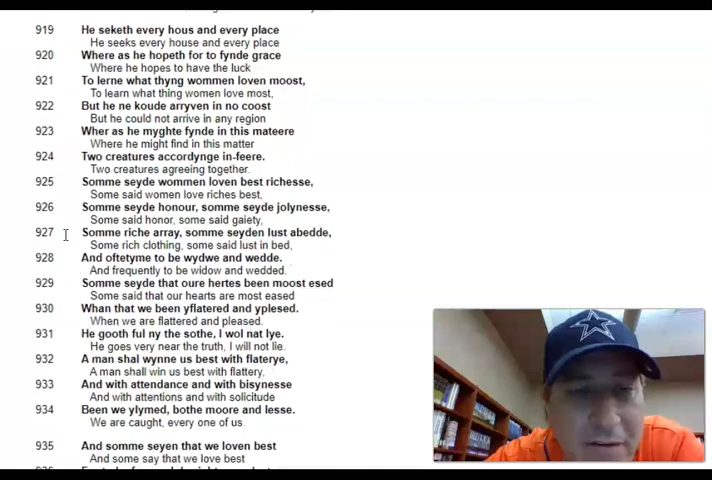 919 He seketh every hous and every place
He seeks every house and every place
920 Where as he hopeth for to fynde grace
Where he hopes to have the luck
921 To lerne what thyng wommen loven moost,
To learn what thing women love most,
922 But he ne koude arryven in no coost
But he could not arrive in any region
923 Wher as he myghte fynde in this mateere
Where he might find in this matter
924 Two creatures accordynge in-feere.
Two creatures agreeing together.
925 Somme seyde wommen loven best richesse,
Some said women love riches best,
926 Somme seyde honour, somme seyde jolynesse,
Some said honor, some said gaiety,
927 Somme riche array, somme seyden lust abedde,
Some rich clothing, some said lust in bed,
928 And oftetyme to be wydwe and wedde.
And frequently to be widow and wedded.
929 Somme seyde that oure hertes been moost esed
Some said that our hearts are most eased
930 Whan that we been yflatered and yplesed.
When we are flattered and pleased.
931 He gooth ful ny the sothe, I wol nat lye.
He goes very near the truth, I will not lie.
932 A man shal wynne us best with flaterye,
A man shall win us best with flattery,
933 And with attendance and with bisynesse
And with attentions and with solicitude
934 Been we ylymed, bothe moore and lesse.
We are caught, every one of us
935 And somme seyen that we loven best
And some say that we love best